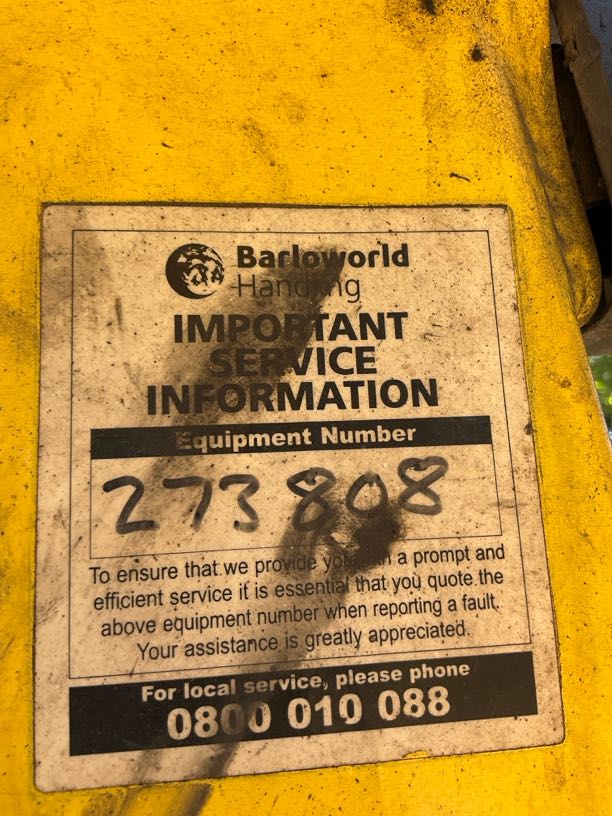 Barloworld
Handling
IMPORTANT
SERVICE
INFORMATION
Equipment Number
273808
To ensure that we provide you with a prompt and
efficient service it is essential that you quote the
above equipment number when reporting a fault.
Your assistance is greatly appreciated.
For local service, please phone
0800 010 088